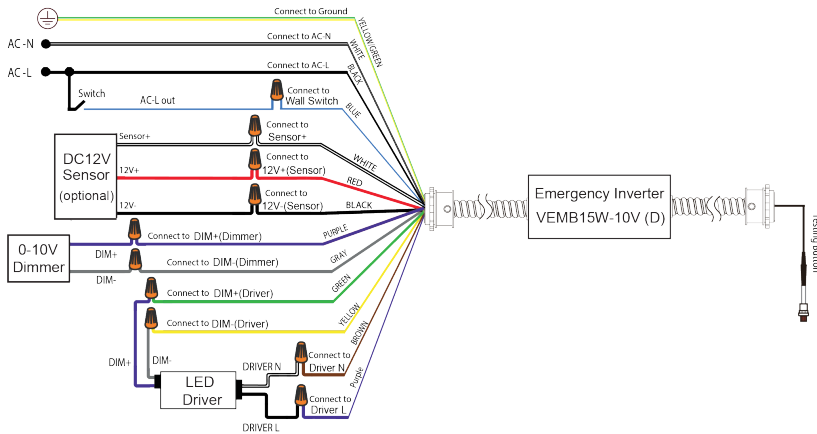 Connect to Ground
YELLOW/GREEN
AC-N
Connect to AC-N
WHITE
AC-L
Connect to AC-L
BLACK
Switch
AC-L out
Connect to
Wall Switch
BLUE
DC12V
Sensor
(optional)
Sensor+
Connect to
Sensor+
WHITE
12V+
Connect to
12V+(Sensor)
RED
12V-
Connect to
12V-(Sensor)
BLACK
0-10V
Dimmer
DIM+
Connect to DIM+(Dimmer)
PURPLE
DIM-
Connect to DIM-(Dimmer)
GRAY
Connect to DIM+(Driver)
GREEN
Connect to DIM-(Driver)
YELLOW
DIM+
DIM-
LED
Driver
DRIVER N
Connect to
Driver N
BROWN
DRIVER L
Connect to
Driver L
Purple
Emergency Inverter
VEMB15W-10V (D)
Testing button